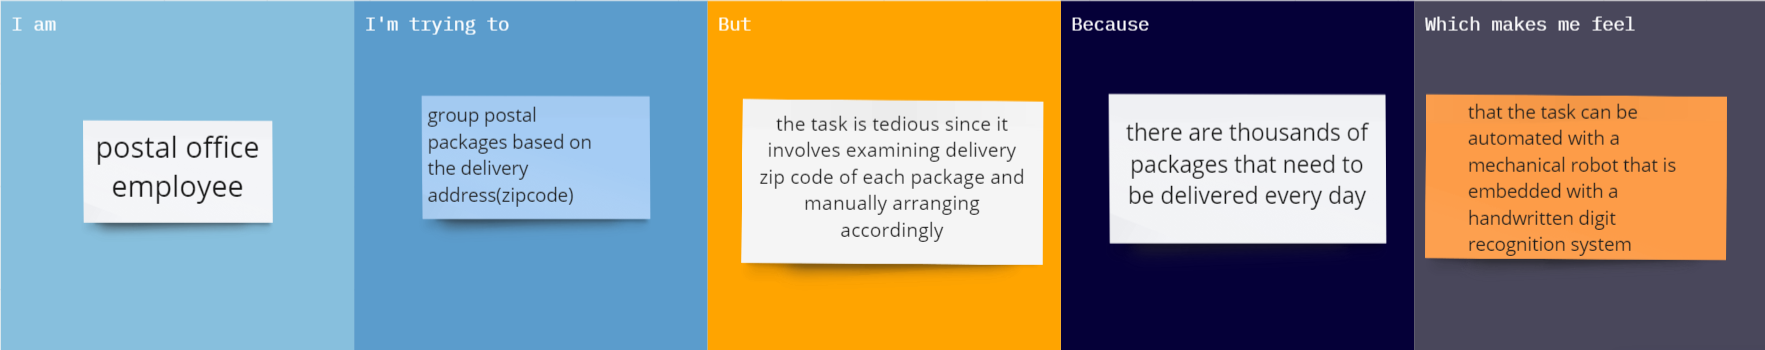 I am
postal office
employee
I'm trying to
group postal
packages based on
the delivery
address(zipcode)
But
the task is tedious since it
involves examining delivery
zip code of each package and
manually arranging
accordingly
Because
there are thousands of
packages that need to
be delivered every day
Which makes me feel
that the task can be
automated with a
mechanical robot that is
embedded with a
handwritten digit
recognition system